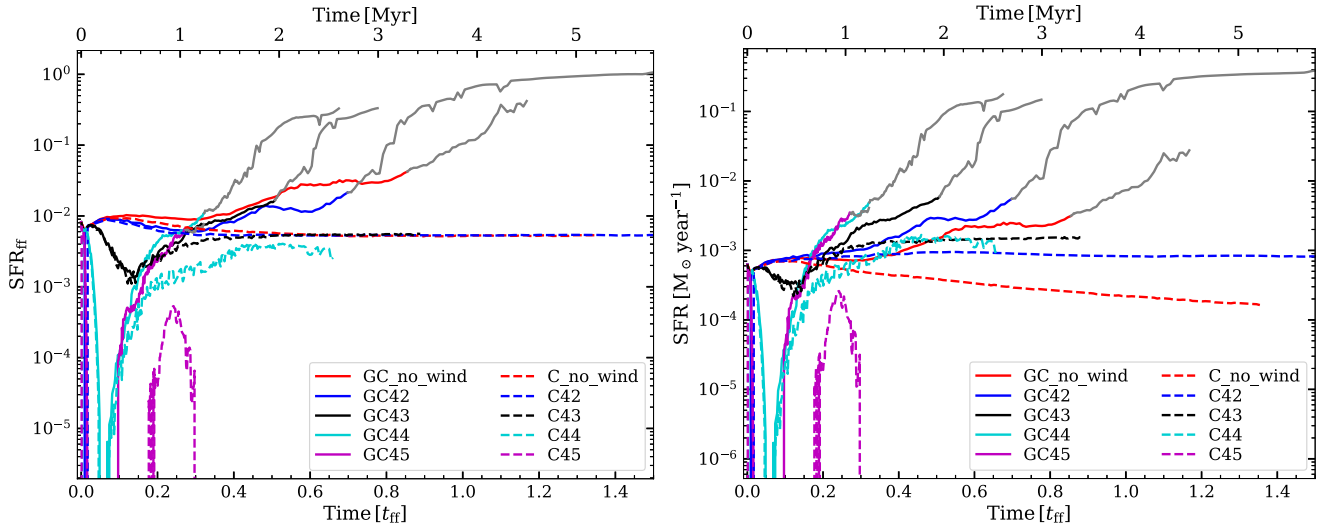 Time [Myr]
0 1 2 3 4 5
10⁰
10⁻¹
10⁻²
10⁻³
10⁻⁴
10⁻⁵
SFR_ff
GC_no_wind C_no_wind
GC42 C42
GC43 C43
GC44 C44
GC45 C45
0.0 0.2 0.4 0.6 0.8 1.0 1.2 1.4
Time [t_ff]
Time [Myr]
0 1 2 3 4 5
10⁻¹
10⁻²
10⁻³
10⁻⁴
10⁻⁵
10⁻⁶
SFR [M⊙ year⁻¹]
GC_no_wind C_no_wind
GC42 C42
GC43 C43
GC44 C44
GC45 C45
0.0 0.2 0.4 0.6 0.8 1.0 1.2 1.4
Time [t_ff]